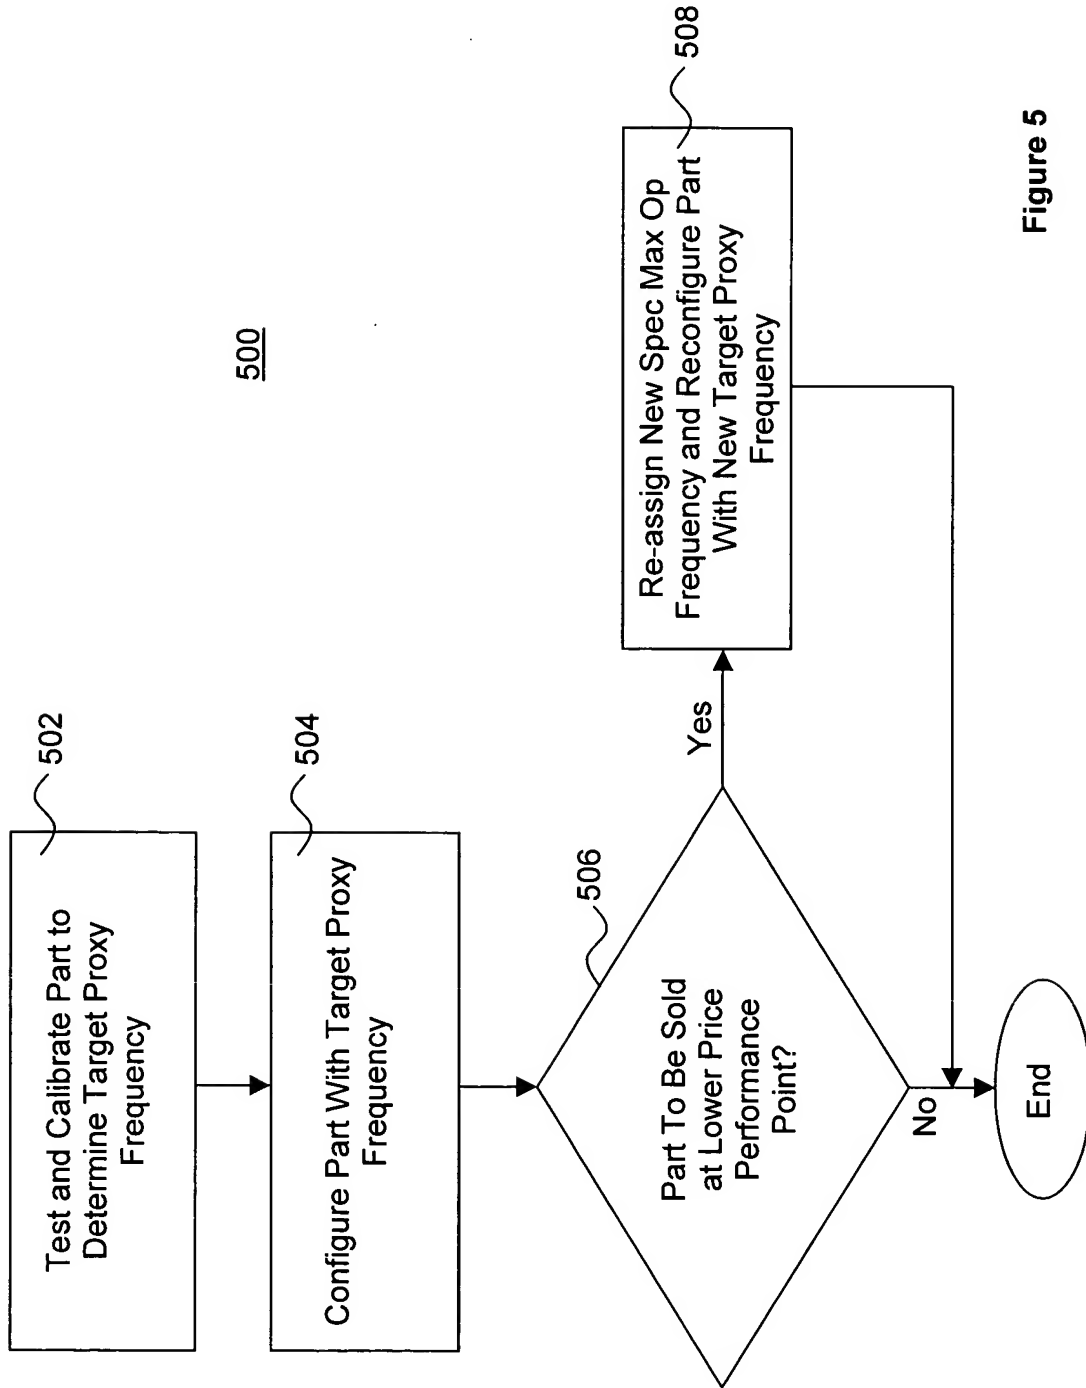 500
502
Test and Calibrate Part to
Determine Target Proxy
Frequency
504
Configure Part With Target Proxy
Frequency
506
Part To Be Sold
at Lower Price
Performance
Point?
Yes
508
Re-assign New Spec Max Op
Frequency and Reconfigure Part
With New Target Proxy
Frequency
No
End
Figure 5